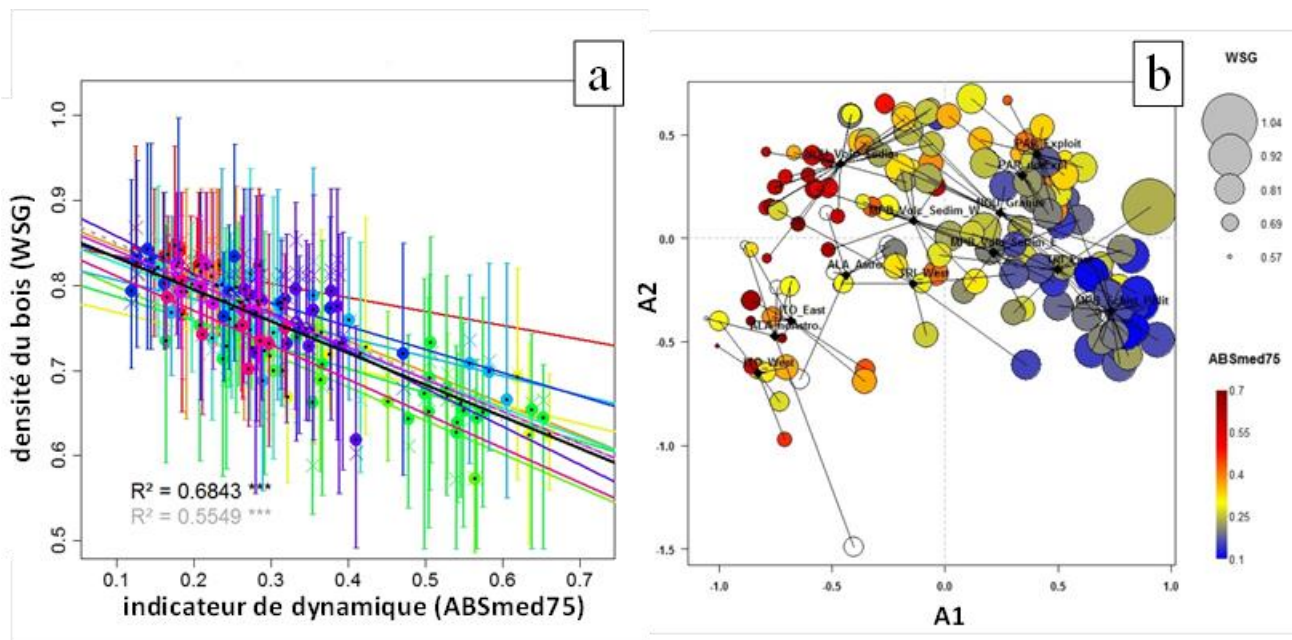 a
densité du bois (WSG)
1.0
0.9
0.8
0.7
0.6
0.5
R² = 0.6843 ***
R² = 0.5549 ***
0.1 0.2 0.3 0.4 0.5 0.6 0.7
indicateur de dynamique (ABSmed75)
b
A2
0.5
0.0
-0.5
-1.0
-1.5
PAR_Exploit
MPB_Volc_Sedim_W
TRI_West
ITO_East
ITO_West
-1.0 -0.5 0.0 0.5 1.0
A1
WSG
1.04
0.92
0.81
0.69
0.57
ABSmed75
0.7
0.55
0.4
0.25
0.1